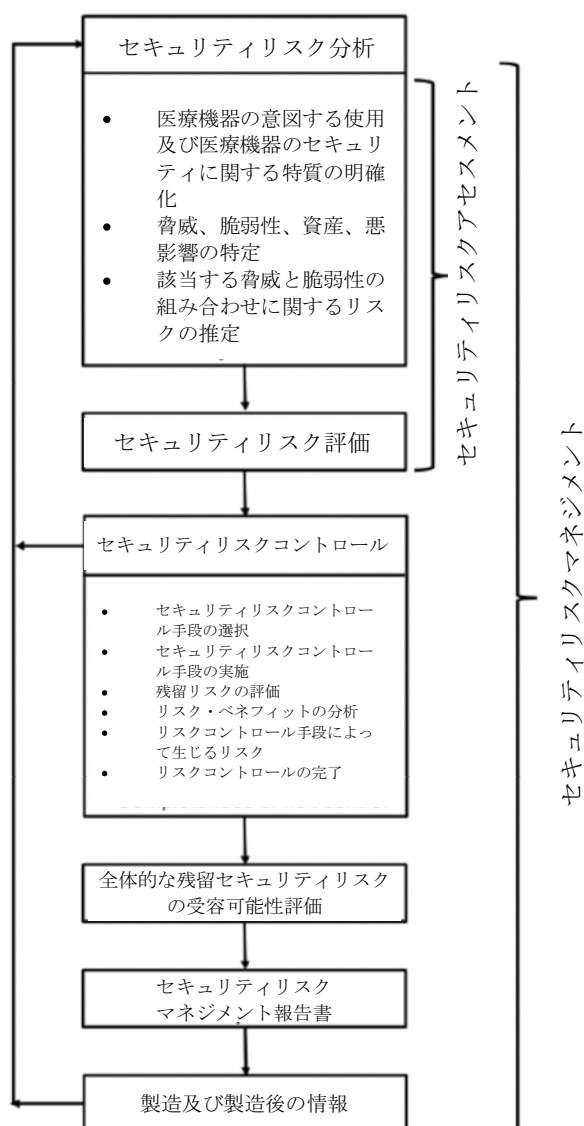 セキュリティリスク分析
• 医療機器の意図する使用
及び医療機器のセキュリ
ティに関する特質の明確
化
• 脅威、脆弱性、資産、悪
影響の特定
• 該当する脅威と脆弱性の
組み合わせに関するリス
クの推定
セキュリティリスク評価
セキュリティリスクアセスメント
セキュリティリスクコントロール
• セキュリティリスクコントロー
ル手段の選択
• セキュリティリスクコントロー
ル手段の実施
• 残留リスクの評価
• リスク・ベネフィットの分析
• リスクコントロール手段によっ
て生じるリスク
• リスクコントロールの完了
全体的な残留セキュリティリスク
の受容可能性評価
セキュリティリスク
マネジメント報告書
製造及び製造後の情報
セキュリティリスクマネジメント